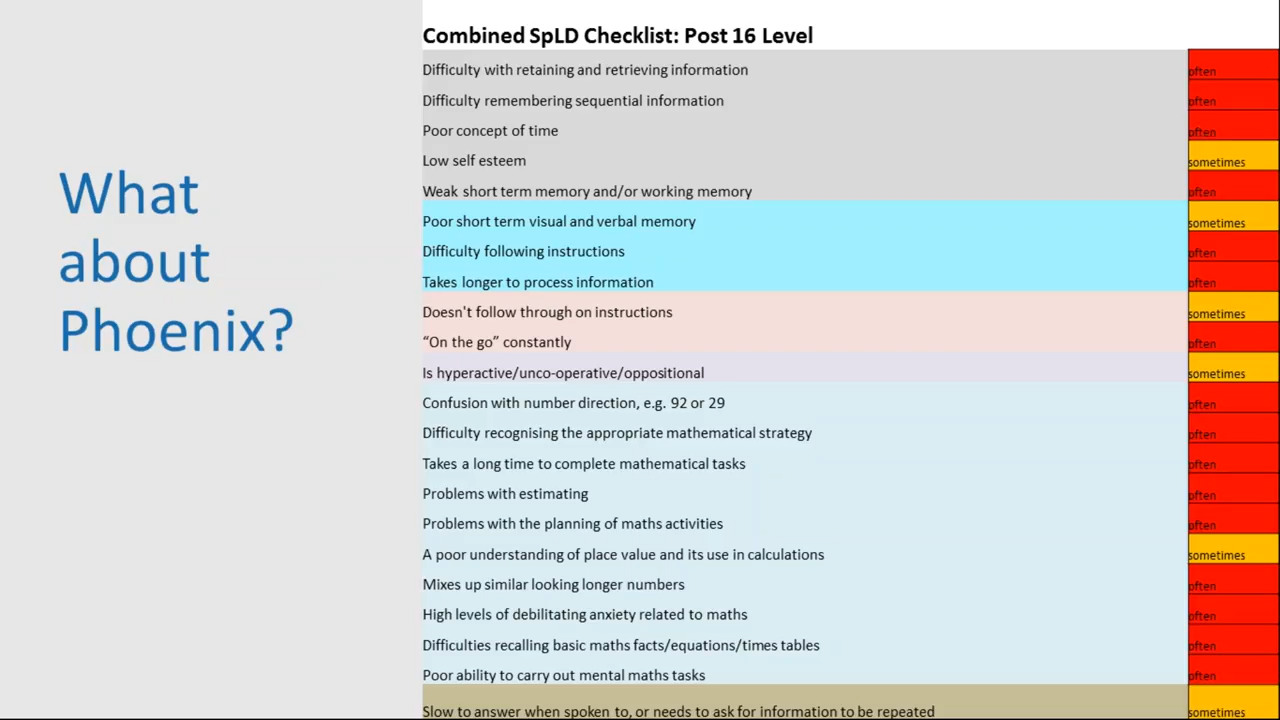 What
about
Phoenix?
Combined SpLD Checklist: Post 16 Level
Difficulty with retaining and retrieving information often
Difficulty remembering sequential information often
Poor concept of time often
Low self esteem sometimes
Weak short term memory and/or working memory often
Poor short term visual and verbal memory sometimes
Difficulty following instructions often
Takes longer to process information often
Doesn't follow through on instructions sometimes
“On the go” constantly often
Is hyperactive/unco-operative/oppositional sometimes
Confusion with number direction, e.g. 92 or 29 often
Difficulty recognising the appropriate mathematical strategy often
Takes a long time to complete mathematical tasks often
Problems with estimating often
Problems with the planning of maths activities often
A poor understanding of place value and its use in calculations sometimes
Mixes up similar looking longer numbers often
High levels of debilitating anxiety related to maths often
Difficulties recalling basic maths facts/equations/times tables often
Poor ability to carry out mental maths tasks often
Slow to answer when spoken to, or needs to ask for information to be repeated sometimes